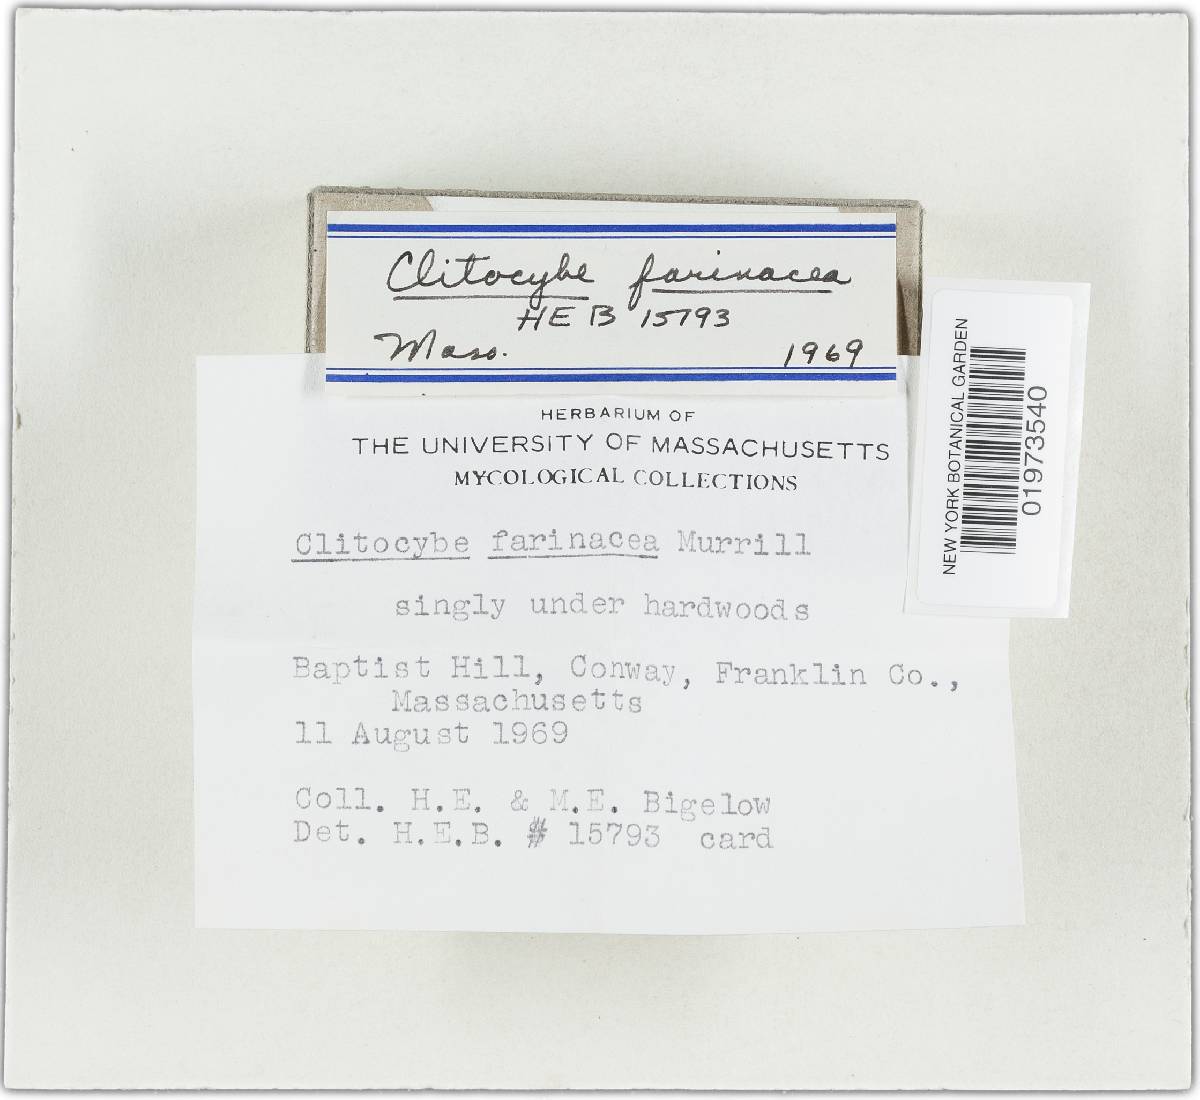 Clitocybe farinacea
HEB 15793
Mass. 1969
HERBARIUM OF
THE UNIVERSITY OF MASSACHUSETTS
MYCOLOGICAL COLLECTIONS
Clitocybe farinacea Murrill
singly under hardwoods
Baptist Hill, Conway, Franklin Co.,
Massachusetts
11 August 1969
Coll. H.E. & M.E. Bigelow
Det. H.E.B. # 15793 card
NEW YORK BOTANICAL GARDEN
01973540